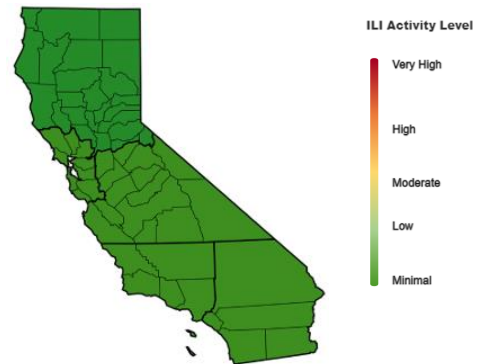 ILI Activity Level
Very High
High
Moderate
Low
Minimal